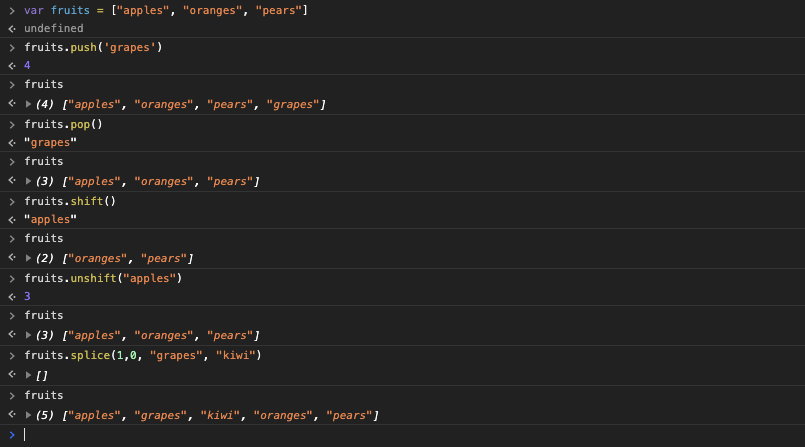 > var fruits = ["apples", "oranges", "pears"]
< undefined
> fruits.push('grapes')
< 4
> fruits
< ▶ (4) ["apples", "oranges", "pears", "grapes"]
> fruits.pop()
< "grapes"
> fruits
< ▶ (3) ["apples", "oranges", "pears"]
> fruits.shift()
< "apples"
> fruits
< ▶ (2) ["oranges", "pears"]
> fruits.unshift("apples")
< 3
> fruits
< ▶ (3) ["apples", "oranges", "pears"]
> fruits.splice(1,0, "grapes", "kiwi")
< ▶ []
> fruits
< ▶ (5) ["apples", "grapes", "kiwi", "oranges", "pears"]
>